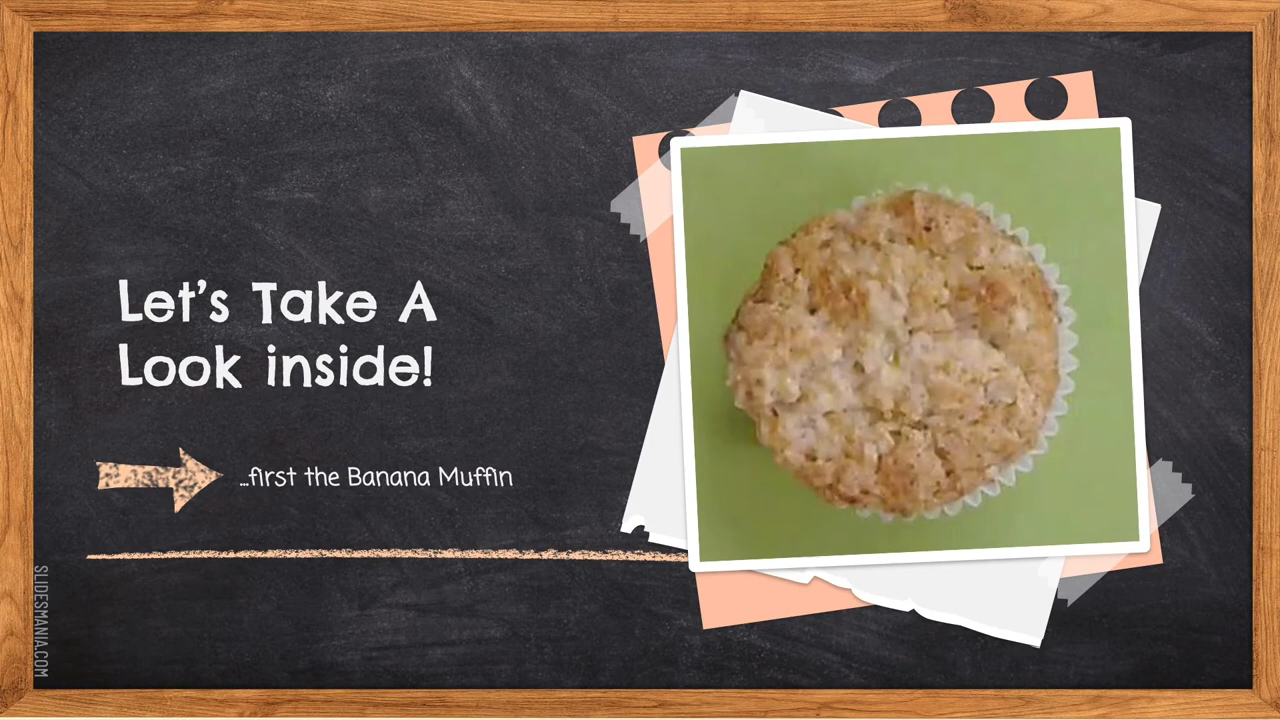 Let's Take A
Look inside!
...first the Banana Muffin
SLIDESMANIA.COM